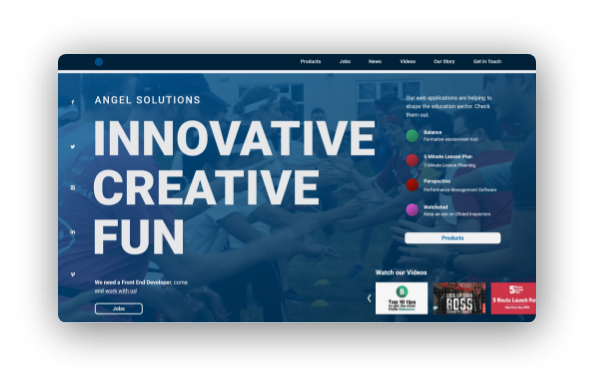 Products Jobs News Videos Our Story Get in Touch
ANGEL SOLUTIONS
INNOVATIVE
CREATIVE
FUN
We need a Front End Developer, come
and work with us!
Jobs
Our web applications are helping to
shape the education sector. Check
them out.
Balance
Formative assessment tool
5 Minute Lesson Plan
5 Minute Lesson Planning
Perspective
Performance Management Software
Watchsted
Keep an eye on Ofsted Inspectors
Products
Watch our Videos
Top 10 tips
BOSS
5 Minute Launch